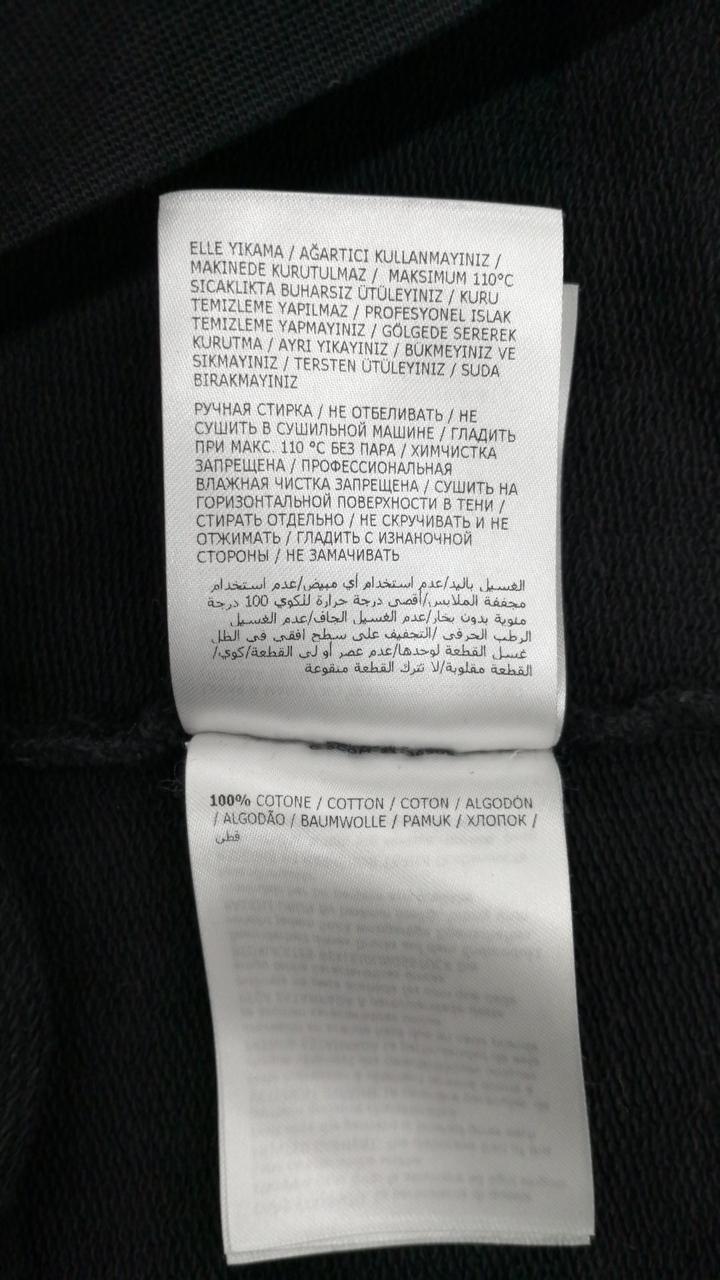 ELLE YIKAMA / AĞARTICI KULLANMAYINIZ /
MAKINEDE KURUTULMAZ / MAKSIMUM 110°C
SICAKLIKTA BUHARSIZ ÜTÜLEYINIZ / KURU
TEMIZLEME YAPILMAZ / PROFESYONEL ISLAK
TEMIZLEME YAPMAYINIZ / GÖLGEDE SEREREK
KURUTMA / AYRI YIKAYINIZ / BÜKMEYINIZ VE
SIKMAYINIZ / TERSTEN ÜTÜLEYINIZ / SUDA
BIRAKMAYINIZ
РУЧНАЯ СТИРКА / НЕ ОТБЕЛИВАТЬ / НЕ
СУШИТЬ В СУШИЛЬНОЙ МАШИНЕ / ГЛАДИТЬ
ПРИ МАКС. 110 °C БЕЗ ПАРА / ХИМЧИСТКА
ЗАПРЕЩЕНА / ПРОФЕССИОНАЛЬНАЯ
ВЛАЖНАЯ ЧИСТКА ЗАПРЕЩЕНА / СУШИТЬ НА
ГОРИЗОНТАЛЬНОЙ ПОВЕРХНОСТИ В ТЕНИ /
СТИРАТЬ ОТДЕЛЬНО / НЕ СКРУЧИВАТЬ И НЕ
ОТЖИМАТЬ / ГЛАДИТЬ С ИЗНАНОЧНОЙ
СТОРОНЫ / НЕ ЗАМАЧИВАТЬ
الغسيل باليد/عدم استخدام أي مبيض/عدم استخدام
مجففة الملابس/أقصى درجة حرارة للكوي 100 درجة
مئوية بدون بخار/عدم الغسيل الجاف/عدم الغسيل
الرطب الحرفى /التجفيف على سطح افقى فى الظل
غسل القطعة لوحدها/عدم عصر أو لى القطعة/كوي/
القطعة مقلوبة/لا تترك القطعة منقوعة
100% COTONE / COTTON / COTON / ALGODÓN
/ ALGODÃO / BAUMWOLLE / PAMUK / ХЛОПОК /
قطن